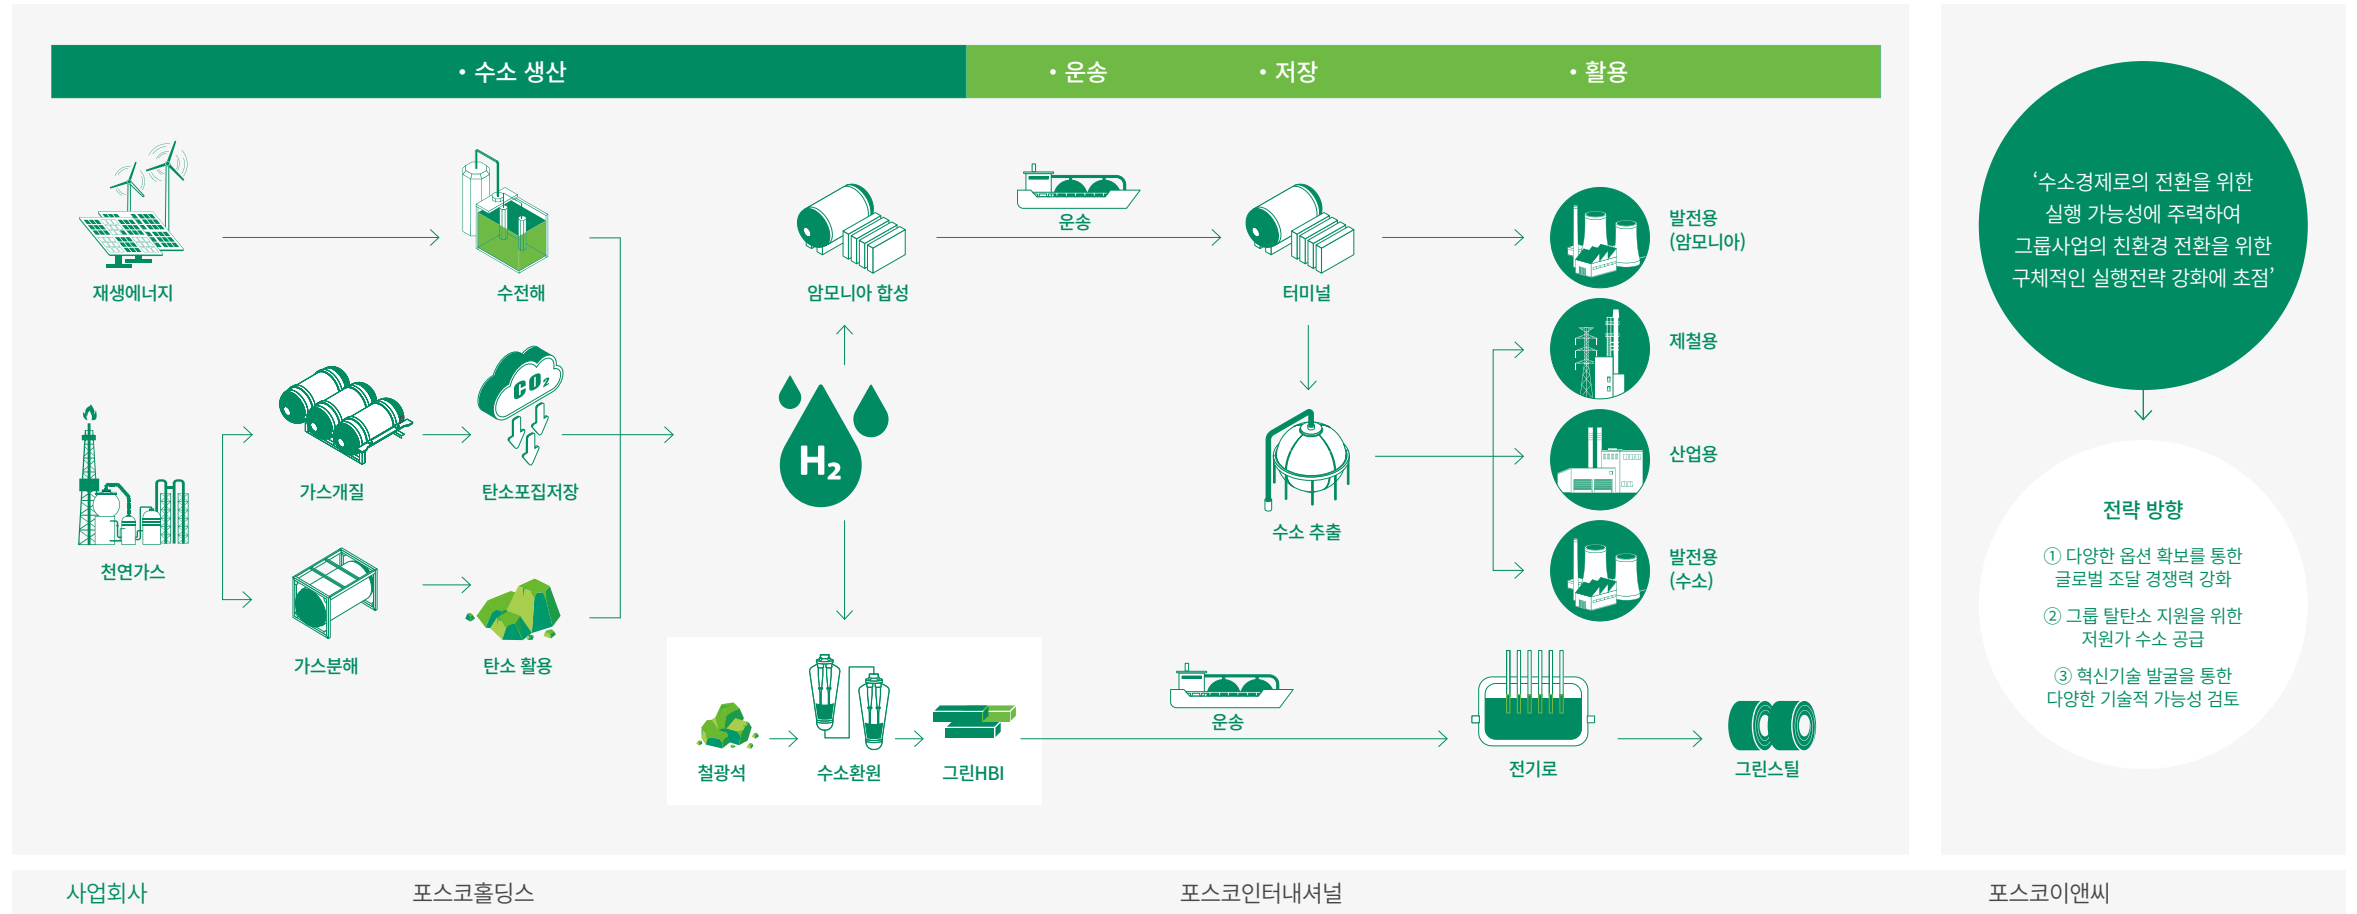 • 수소 생산
• 운송
• 저장
• 활용
재생에너지
수전해
암모니아 합성
운송
터미널
발전용
(암모니아)
천연가스
가스개질
CO2
탄소포집저장
가스분해
탄소 활용
H2
수소 추출
제철용
산업용
발전용
(수소)
철광석
수소환원
그린HBI
운송
전기로
그린스틸
‘수소경제로의 전환을 위한
실행 가능성에 주력하여
그룹사업의 친환경 전환을 위한
구체적인 실행전략 강화에 초점’
전략 방향
① 다양한 옵션 확보를 통한
글로벌 조달 경쟁력 강화
② 그룹 탈탄소 지원을 위한
저원가 수소 공급
③ 혁신기술 발굴을 통한
다양한 기술적 가능성 검토
사업회사
포스코홀딩스
포스코인터내셔널
포스코이앤씨